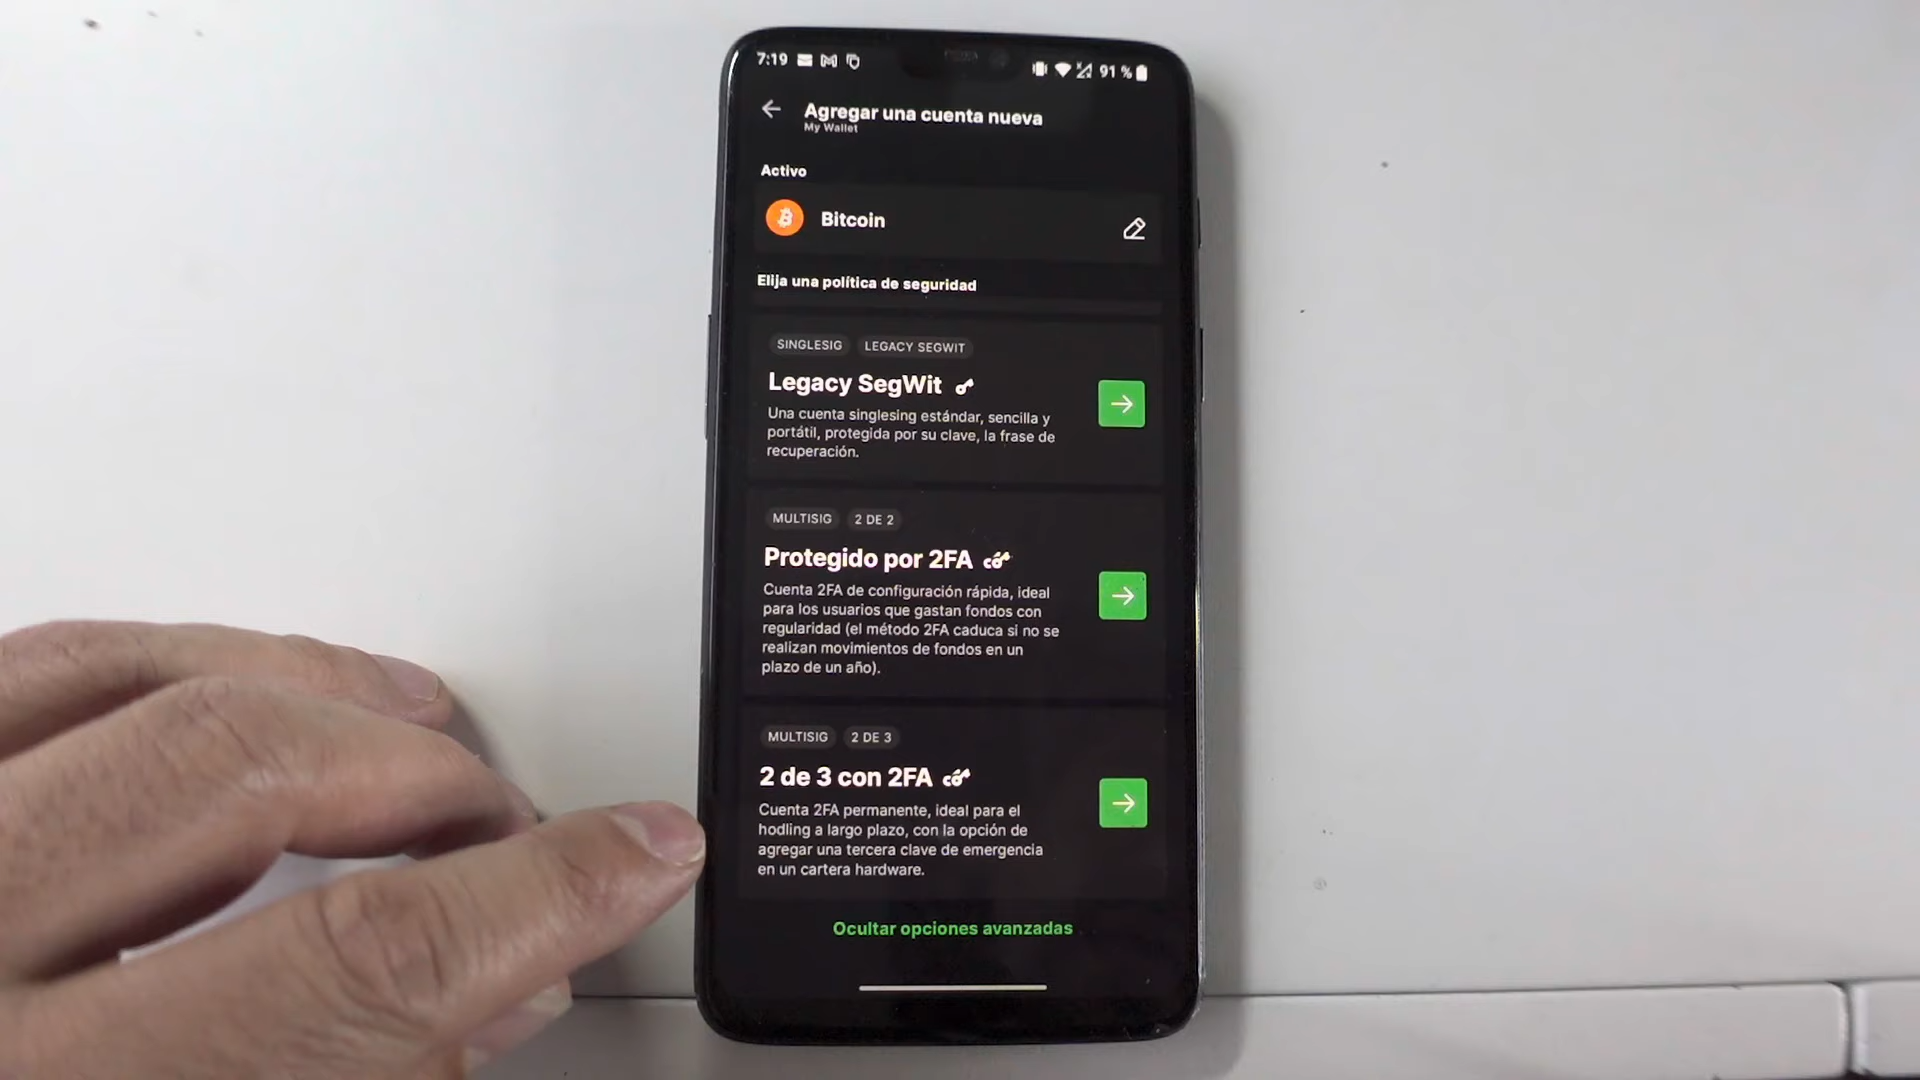 7:19
91 %
Agregar una cuenta nueva
My Wallet
Activo
Bitcoin
Elija una política de seguridad
SINGLESIG LEGACY SEGWIT
Legacy SegWit
Una cuenta singlesing estándar, sencilla y
portátil, protegida por su clave, la frase de
recuperación.
MULTISIG 2 DE 2
Protegido por 2FA
Cuenta 2FA de configuración rápida, ideal
para los usuarios que gastan fondos con
regularidad (el método 2FA caduca si no se
realizan movimientos de fondos en un
plazo de un año).
MULTISIG 2 DE 3
2 de 3 con 2FA
Cuenta 2FA permanente, ideal para el
hodling a largo plazo, con la opción de
agregar una tercera clave de emergencia
en un cartera hardware.
Ocultar opciones avanzadas